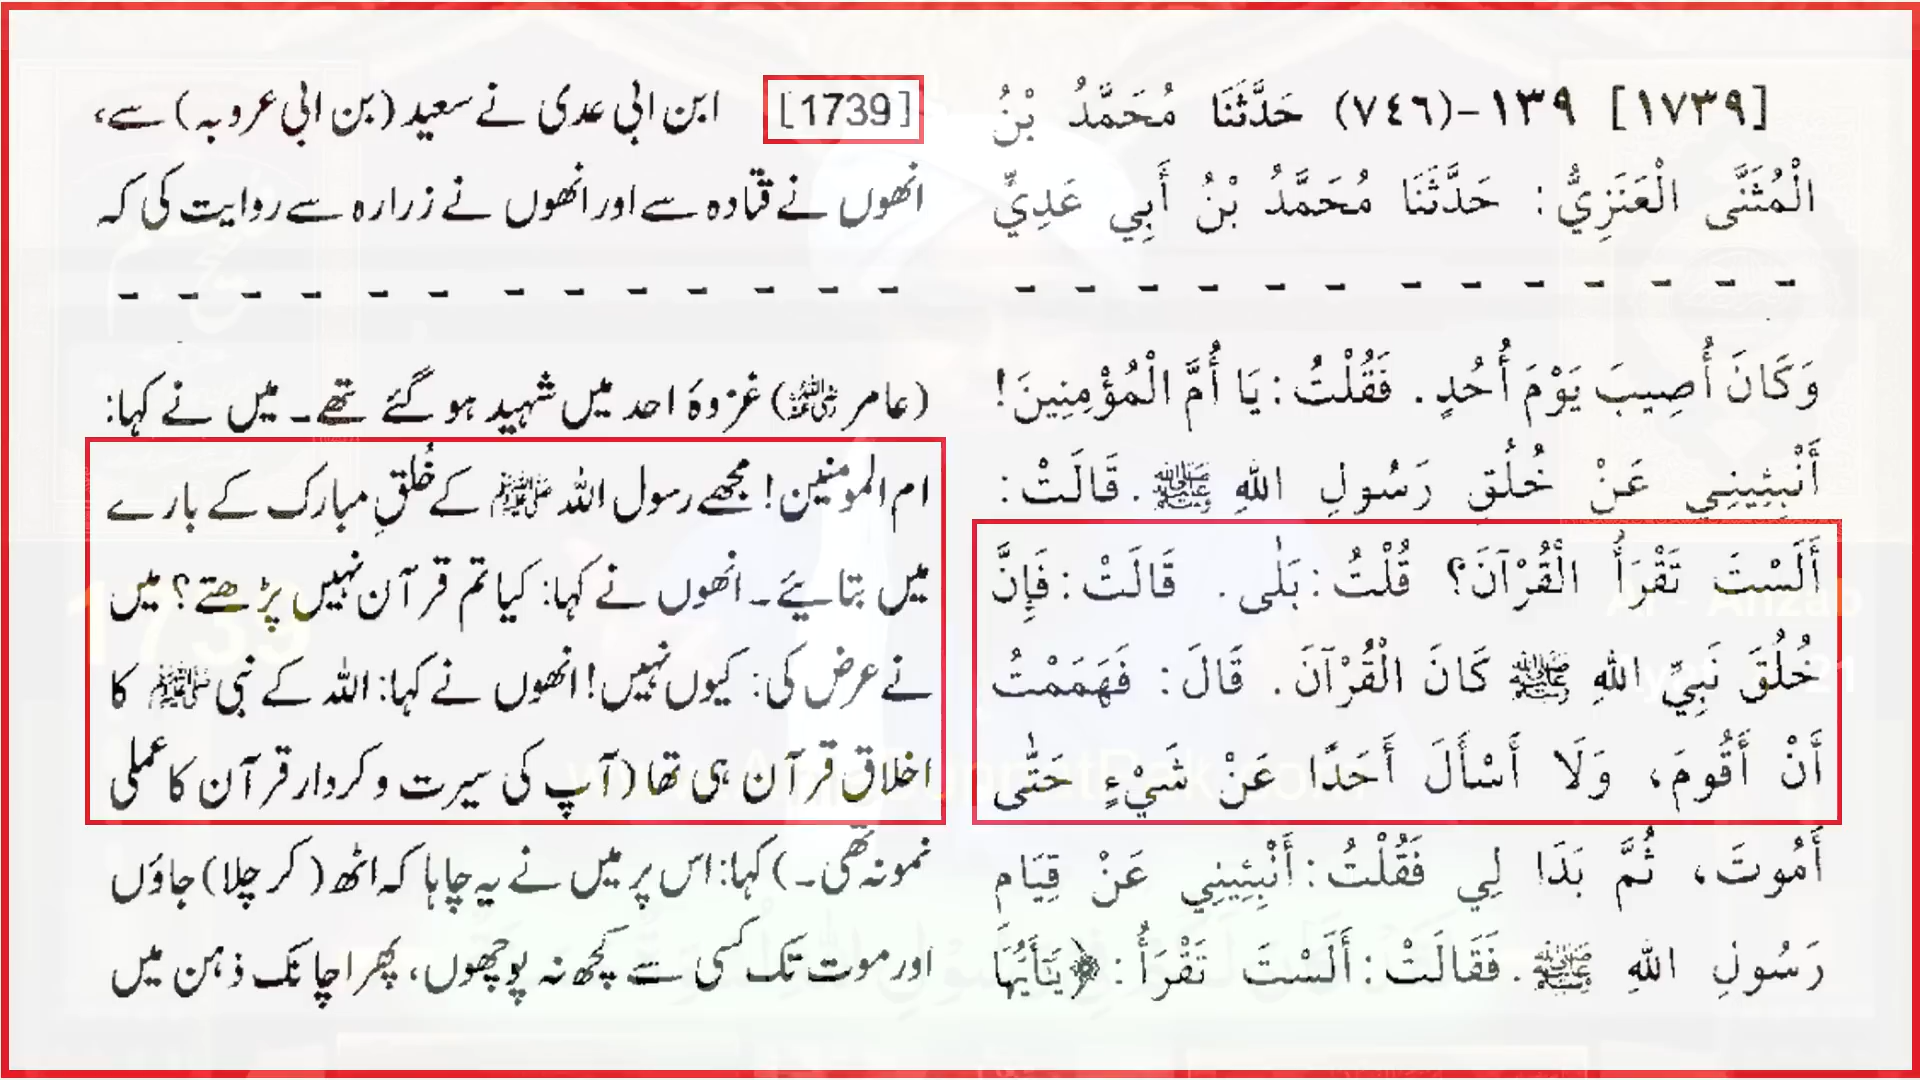 [١٧٣٩] ١٣٩-(٧٤٦) حَدَّثَنَا مُحَمَّدُ بْنُ
الْمُثَنَّى الْعَنَزِيُّ: حَدَّثَنَا مُحَمَّدُ بْنُ أَبِي عَدِيٍّ
وَكَانَ أُصِيبَ يَوْمَ أُحُدٍ. فَقُلْتُ: يَا أُمَّ الْمُؤْمِنِينَ!
أَنْبِئِينِي عَنْ خُلُقِ رَسُولِ اللهِ ﷺ. قَالَتْ:
أَلَسْتَ تَقْرَأُ الْقُرْآنَ؟ قُلْتُ: بَلٰى. قَالَتْ: فَإِنَّ
خُلُقَ نَبِيِّ اللهِ ﷺ كَانَ الْقُرْآنَ. قَالَ: فَهَمَمْتُ
أَنْ أَقُومَ، وَلَا أَسْأَلَ أَحَدًا عَنْ شَيْءٍ حَتّٰى
أَمُوتَ، ثُمَّ بَدَا لِي فَقُلْتُ: أَنْبِئِينِي عَنْ قِيَامِ
رَسُولِ اللهِ ﷺ. فَقَالَتْ: أَلَسْتَ تَقْرَأُ: ﴿يَٰٓأَيُّهَا
[1739] ابن ابی عدی نے سعید (بن ابی عروبہ) سے،
انھوں نے قتادہ سے اور انھوں نے زرارہ سے روایت کی کہ
(عامر ؓ) غزوۂ احد میں شہید ہو گئے تھے۔ میں نے کہا:
ام المومنین! مجھے رسول اللہ ﷺ کے خُلقِ مبارک کے بارے
میں بتایئے۔ انھوں نے کہا: کیا تم قرآن نہیں پڑھتے؟ میں
نے عرض کی: کیوں نہیں! انھوں نے کہا: اللہ کے نبی ﷺ کا
اخلاق قرآن ہی تھا (آپ کی سیرت و کردار قرآن کا عملی
نمونہ تھی۔) کہا: اس پر میں نے یہ چاہا کہ اٹھ (کر چلا) جاؤں
اور موت تک کسی سے کچھ نہ پوچھوں، پھر اچانک ذہن میں